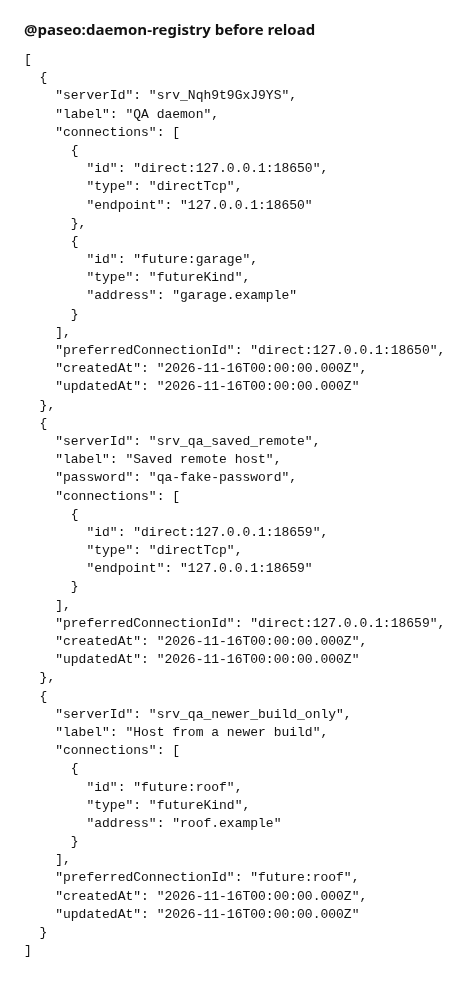 @paseo:daemon-registry before reload
[
  {
    "serverId": "srv_Nqh9t9GxJ9YS",
    "label": "QA daemon",
    "connections": [
      {
        "id": "direct:127.0.0.1:18650",
        "type": "directTcp",
        "endpoint": "127.0.0.1:18650"
      },
      {
        "id": "future:garage",
        "type": "futureKind",
        "address": "garage.example"
      }
    ],
    "preferredConnectionId": "direct:127.0.0.1:18650",
    "createdAt": "2026-11-16T00:00:00.000Z",
    "updatedAt": "2026-11-16T00:00:00.000Z"
  },
  {
    "serverId": "srv_qa_saved_remote",
    "label": "Saved remote host",
    "password": "qa-fake-password",
    "connections": [
      {
        "id": "direct:127.0.0.1:18659",
        "type": "directTcp",
        "endpoint": "127.0.0.1:18659"
      }
    ],
    "preferredConnectionId": "direct:127.0.0.1:18659",
    "createdAt": "2026-11-16T00:00:00.000Z",
    "updatedAt": "2026-11-16T00:00:00.000Z"
  },
  {
    "serverId": "srv_qa_newer_build_only",
    "label": "Host from a newer build",
    "connections": [
      {
        "id": "future:roof",
        "type": "futureKind",
        "address": "roof.example"
      }
    ],
    "preferredConnectionId": "future:roof",
    "createdAt": "2026-11-16T00:00:00.000Z",
    "updatedAt": "2026-11-16T00:00:00.000Z"
  }
]